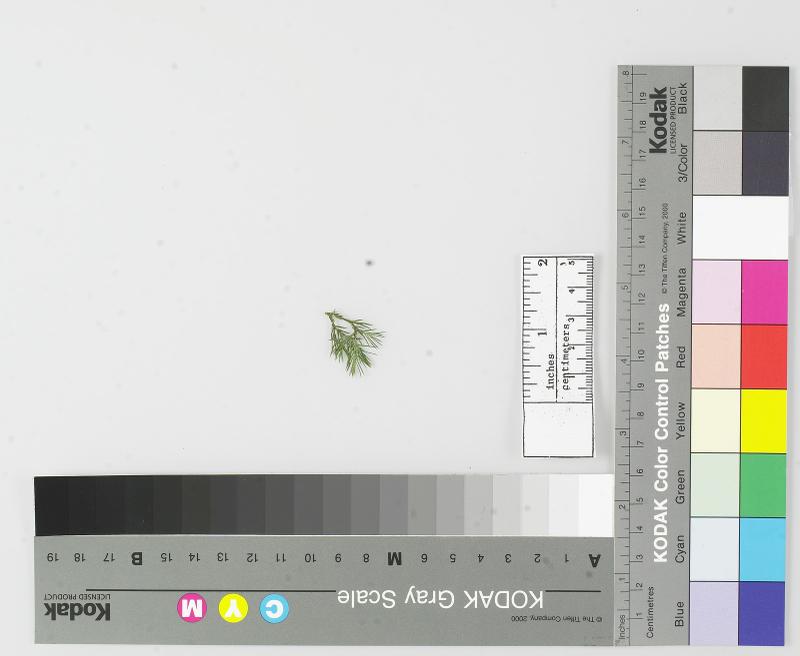 Kodak
LICENSED PRODUCT
Black
3/Color
White
Magenta
Red
Yellow
Green
Cyan
Blue
KODAK Color Control Patches
© The Tiffen Company, 2000
8
7
6
5
4
3
2
1
Inches
19
18
17
16
15
14
13
12
11
10
9
8
7
6
5
4
3
2
1
Centimetres
2
1
inches
5
4
3
centimeters
A 1 2 3 4 5 6 M 8 9 10 11 12 13 14 15 B 17 18 19
KODAK Gray Scale
C Y M
Kodak
LICENSED PRODUCT
© The Tiffen Company, 2000